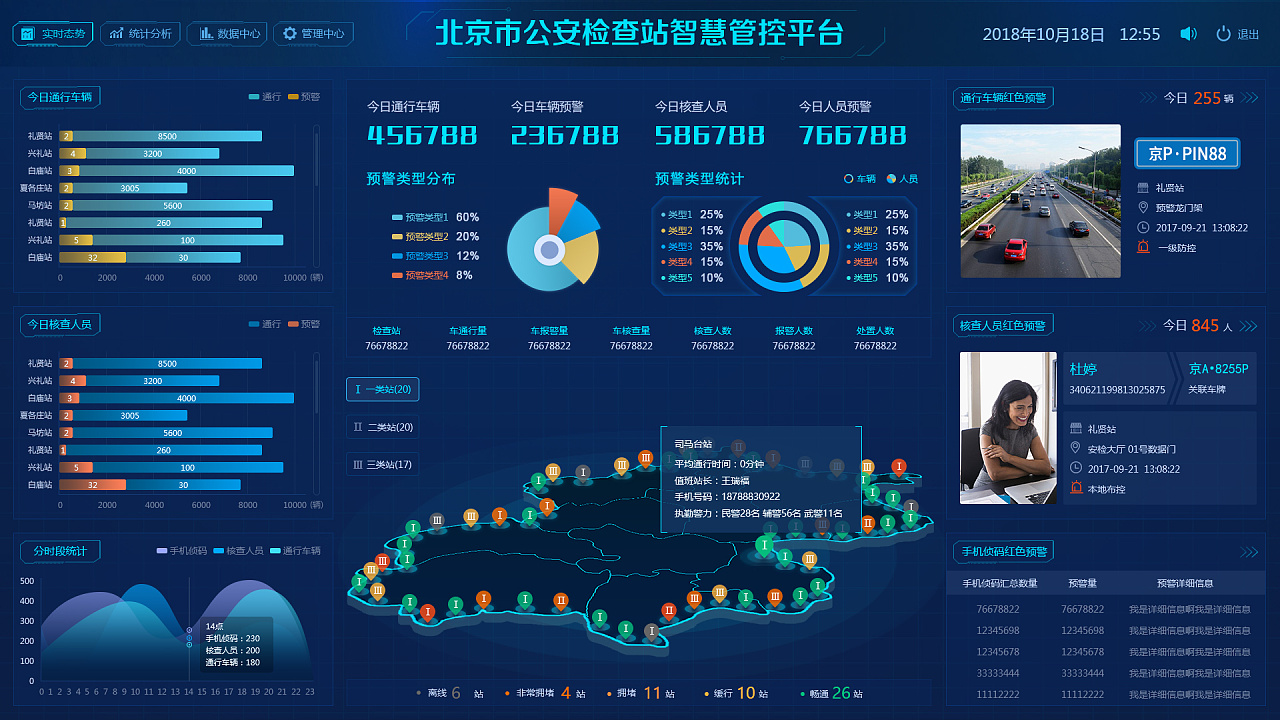 实时态势 统计分析 数据中心 管理中心
北京市公安检查站智慧管控平台
2018年10月18日 12:55 退出
今日通行车辆
通行 预警
礼贤站 2 8500
兴礼站 4 3200
白庙站 3 4000
夏各庄站 2 3005
马坊站 2 5600
礼贤站 1 260
兴礼站 5 100
白庙站 32 30
0 2000 4000 6000 8000 10000 (辆)
今日核查人员
通行 预警
礼贤站 2 8500
兴礼站 4 3200
白庙站 3 4000
夏各庄站 2 3005
马坊站 2 5600
礼贤站 1 260
兴礼站 5 100
白庙站 32 30
0 2000 4000 6000 8000 10000 (辆)
分时段统计
手机侦码 核查人员 通行车辆
500
400
300
200
100
0
14点
手机侦码：230
核查人员：200
通行车辆：180
0 1 2 3 4 5 6 7 8 9 10 11 12 13 14 15 16 17 18 19 20 21 22 23
今日通行车辆 今日车辆预警 今日核查人员 今日人员预警
456788 236788 586788 766788
预警类型分布
预警类型1 60%
预警类型2 20%
预警类型3 12%
预警类型4 8%
预警类型统计
车辆 人员
类型1 25%
类型2 15%
类型3 35%
类型4 15%
类型5 10%
类型1 25%
类型2 15%
类型3 35%
类型4 15%
类型5 10%
检查站 车通行量 车报警量 车核查量 核查人数 报警人数 处置人数
76678822 76678822 76678822 76678822 76678822 76678822 76678822
I 一类站(20)
II 二类站(20)
III 三类站(17)
司马台站
平均通行时间：0分钟
值班站长：王瑞福
手机号码：18788830922
执勤警力：民警28名 辅警56名 武警11名
离线 6 站 非常拥堵 4 站 拥堵 11 站 缓行 10 站 畅通 26 站
通行车辆红色预警
今日 255 辆
京P·PIN88
礼贤站
预警龙门架
2017-09-21 13:08:22
一级防控
核查人员红色预警
今日 845 人
杜婷
340621199813025875
京A·8255P
关联车牌
礼贤站
安检大厅 01号数据门
2017-09-21 13:08:22
本地布控
手机侦码红色预警
手机侦码汇总数量 预警量 预警详细信息
76678822 76678822 我是详细信息啊我是详细信息
12345698 12345698 我是详细信息啊我是详细信息
12345678 12345678 我是详细信息啊我是详细信息
33333444 33333444 我是详细信息啊我是详细信息
11112222 11112222 我是详细信息啊我是详细信息